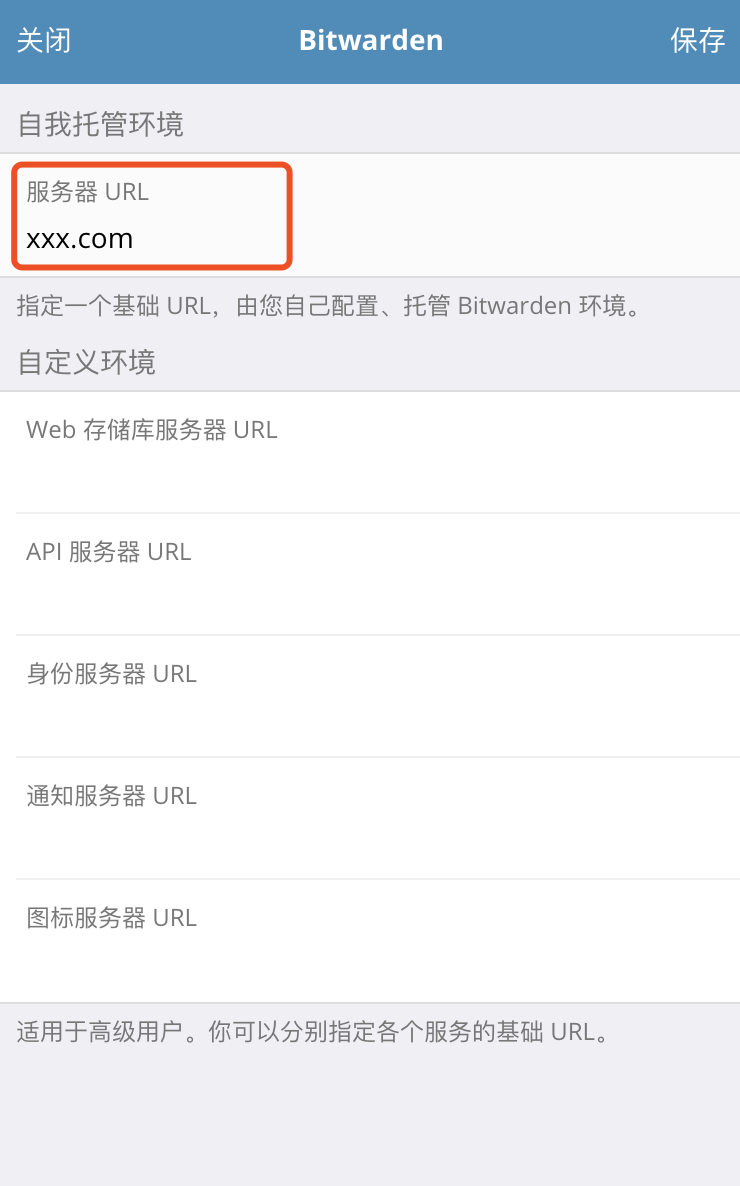 关闭
Bitwarden
保存
自我托管环境
服务器 URL
xxx.com
指定一个基础 URL，由您自己配置、托管 Bitwarden 环境。
自定义环境
Web 存储库服务器 URL
API 服务器 URL
身份服务器 URL
通知服务器 URL
图标服务器 URL
适用于高级用户。你可以分别指定各个服务的基础 URL。